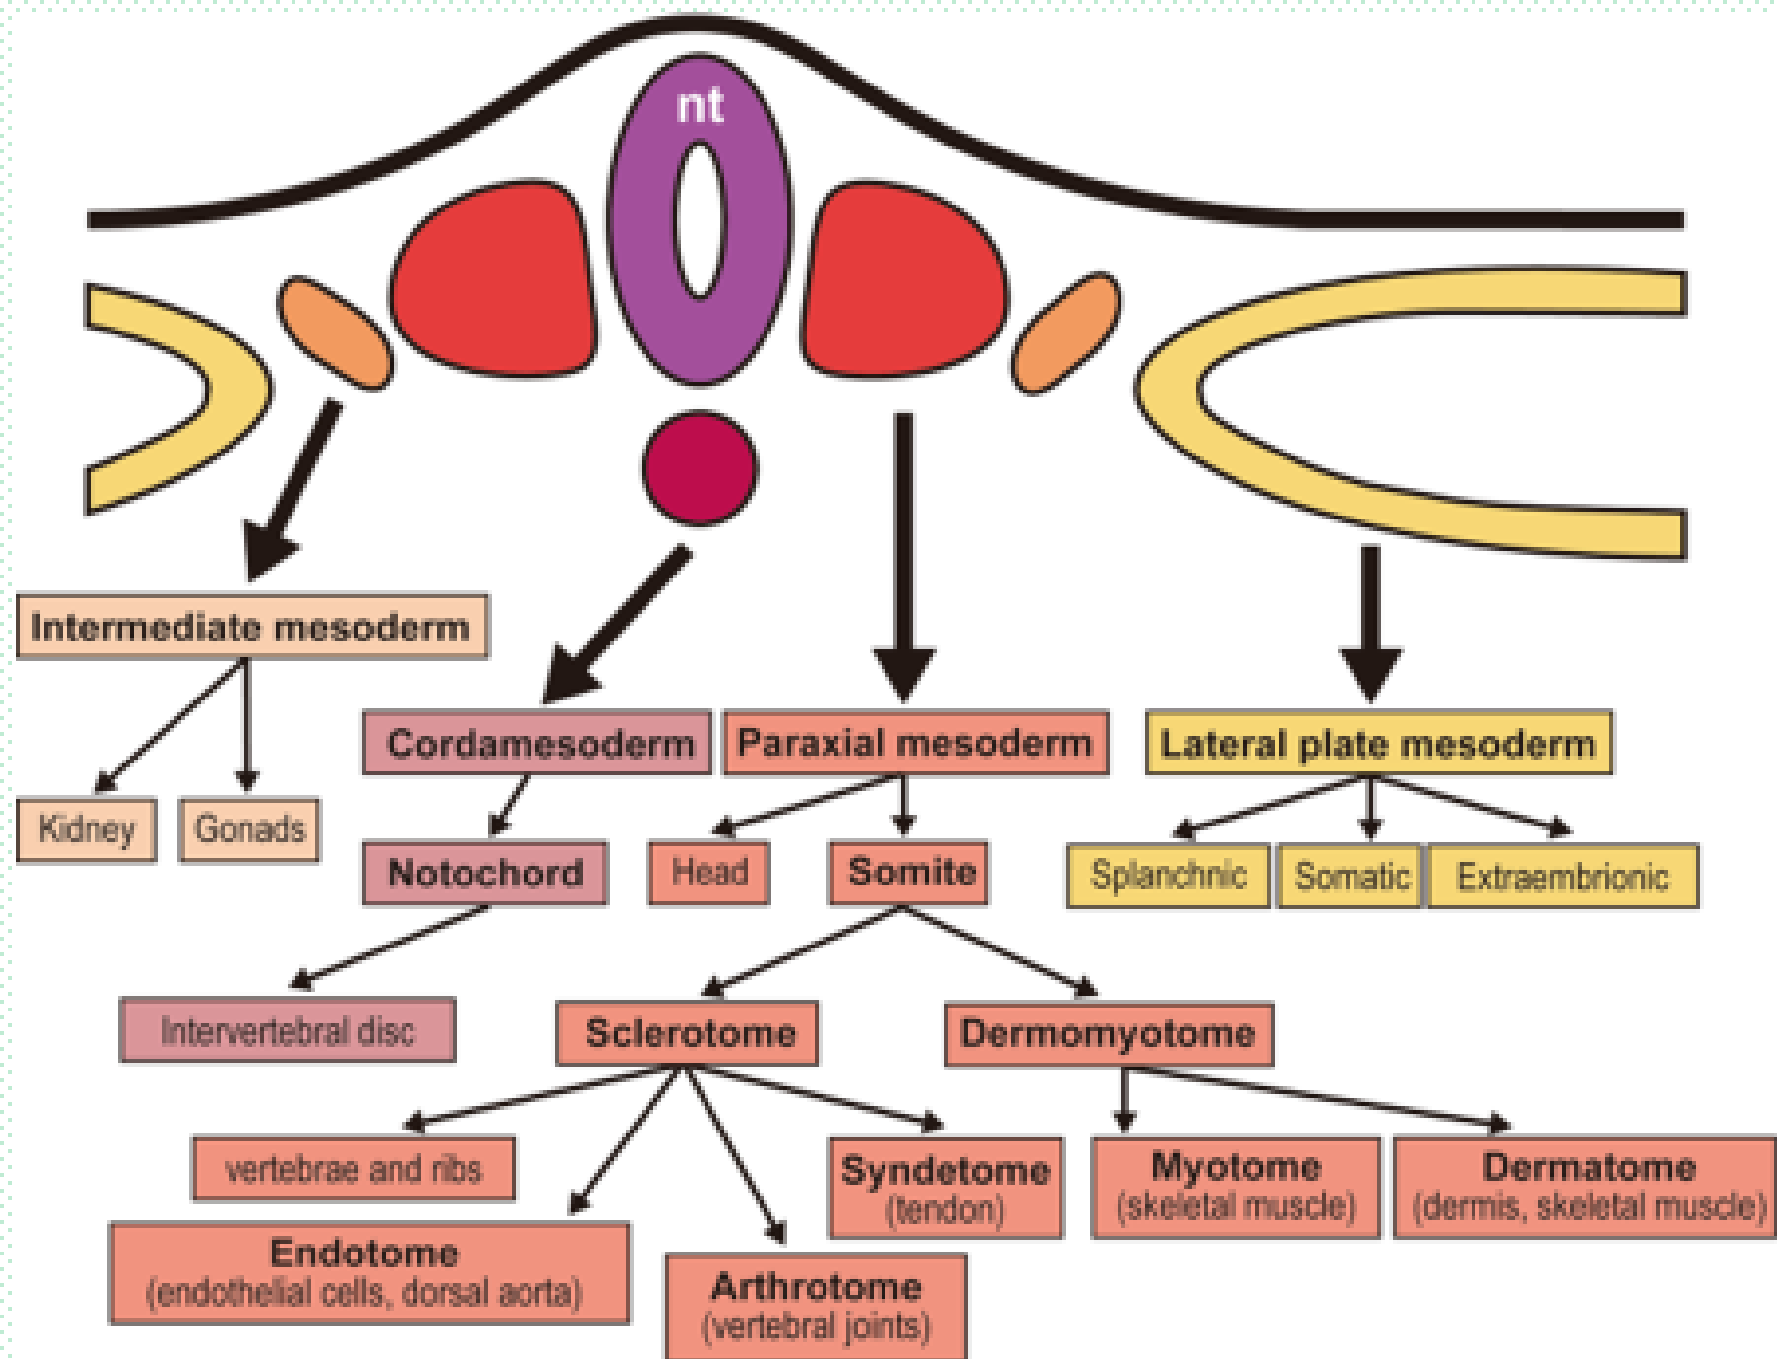 nt
Intermediate mesoderm
Cordamesoderm
Paraxial mesoderm
Lateral plate mesoderm
Kidney
Gonads
Notochord
Head
Somite
Splanchnic
Somatic
Extraembrionic
Intervertebral disc
Sclerotome
Dermomyotome
vertebrae and ribs
Syndetome
(tendon)
Myotome
(skeletal muscle)
Dermatome
(dermis, skeletal muscle)
Endotome
(endothelial cells, dorsal aorta)
Arthrotome
(vertebral joints)